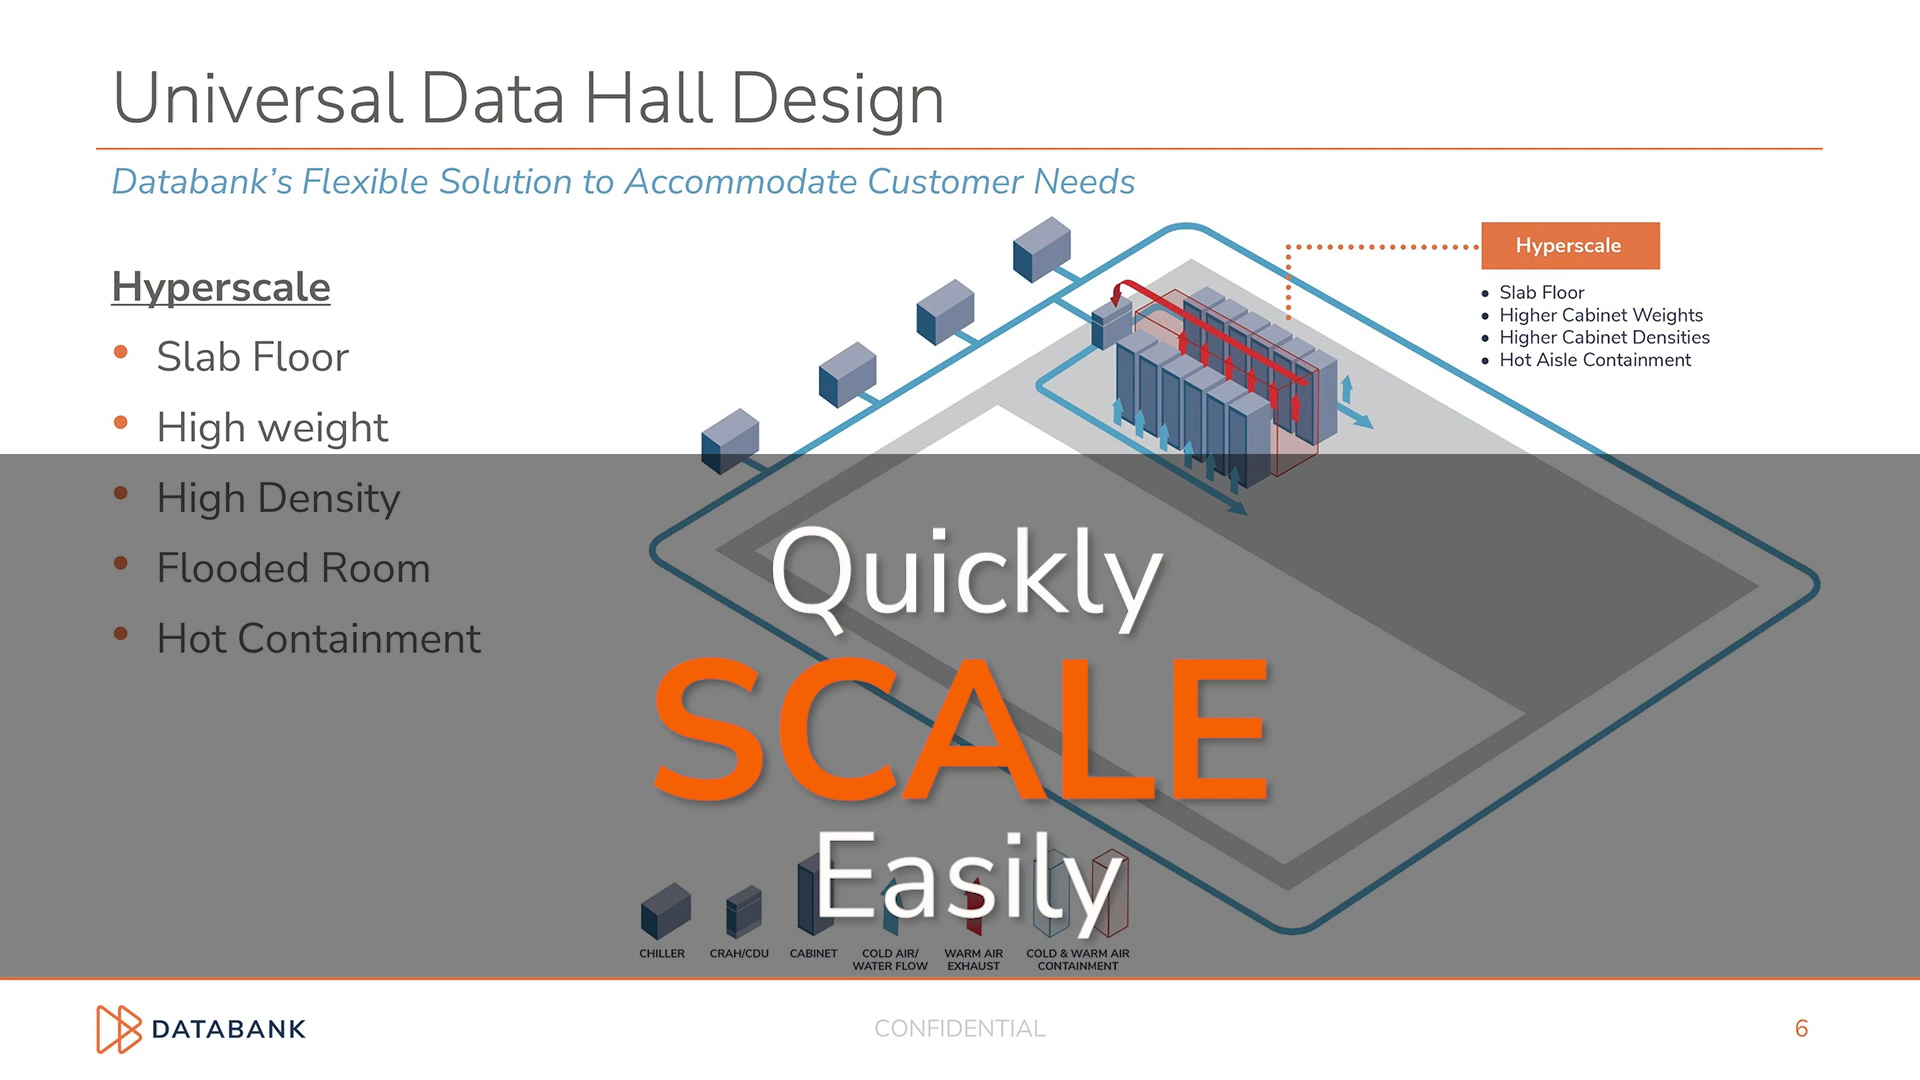 Universal Data Hall Design
Databank’s Flexible Solution to Accommodate Customer Needs
Hyperscale
• Slab Floor
• High weight
• High Density
• Flooded Room
• Hot Containment
Hyperscale
• Slab Floor
• Higher Cabinet Weights
• Higher Cabinet Densities
• Hot Aisle Containment
Quickly
SCALE
Easily
CHILLER
CRAH/CDU
CABINET
COLD AIR/
WATER FLOW
WARM AIR
EXHAUST
COLD & WARM AIR
CONTAINMENT
DATABANK
CONFIDENTIAL
6